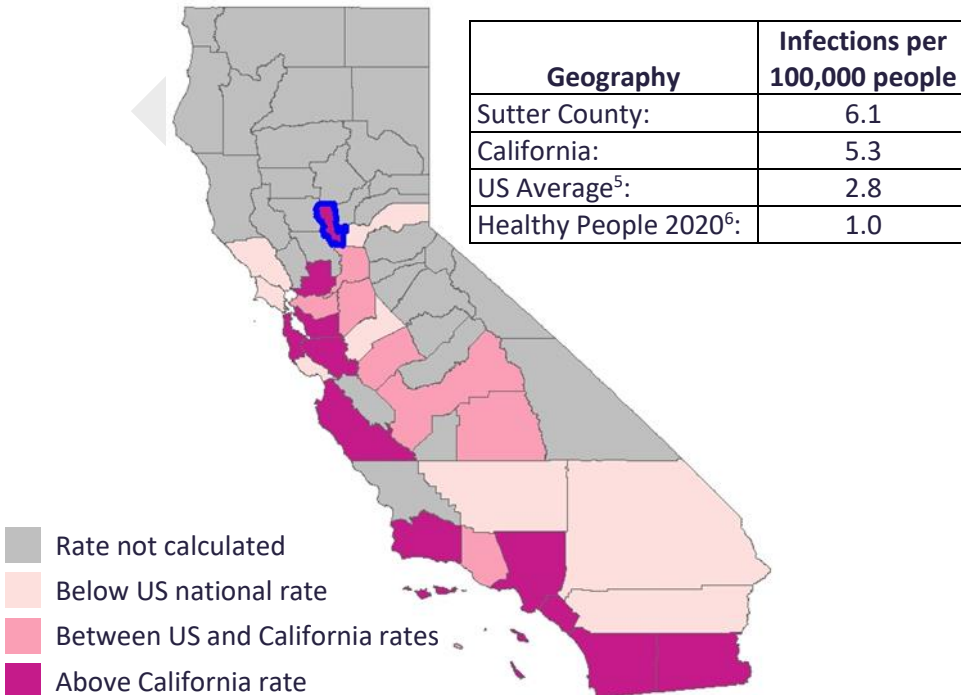 Geography
Infections per
100,000 people
Sutter County: 6.1
California: 5.3
US Average⁵: 2.8
Healthy People 2020⁶: 1.0
Rate not calculated
Below US national rate
Between US and California rates
Above California rate